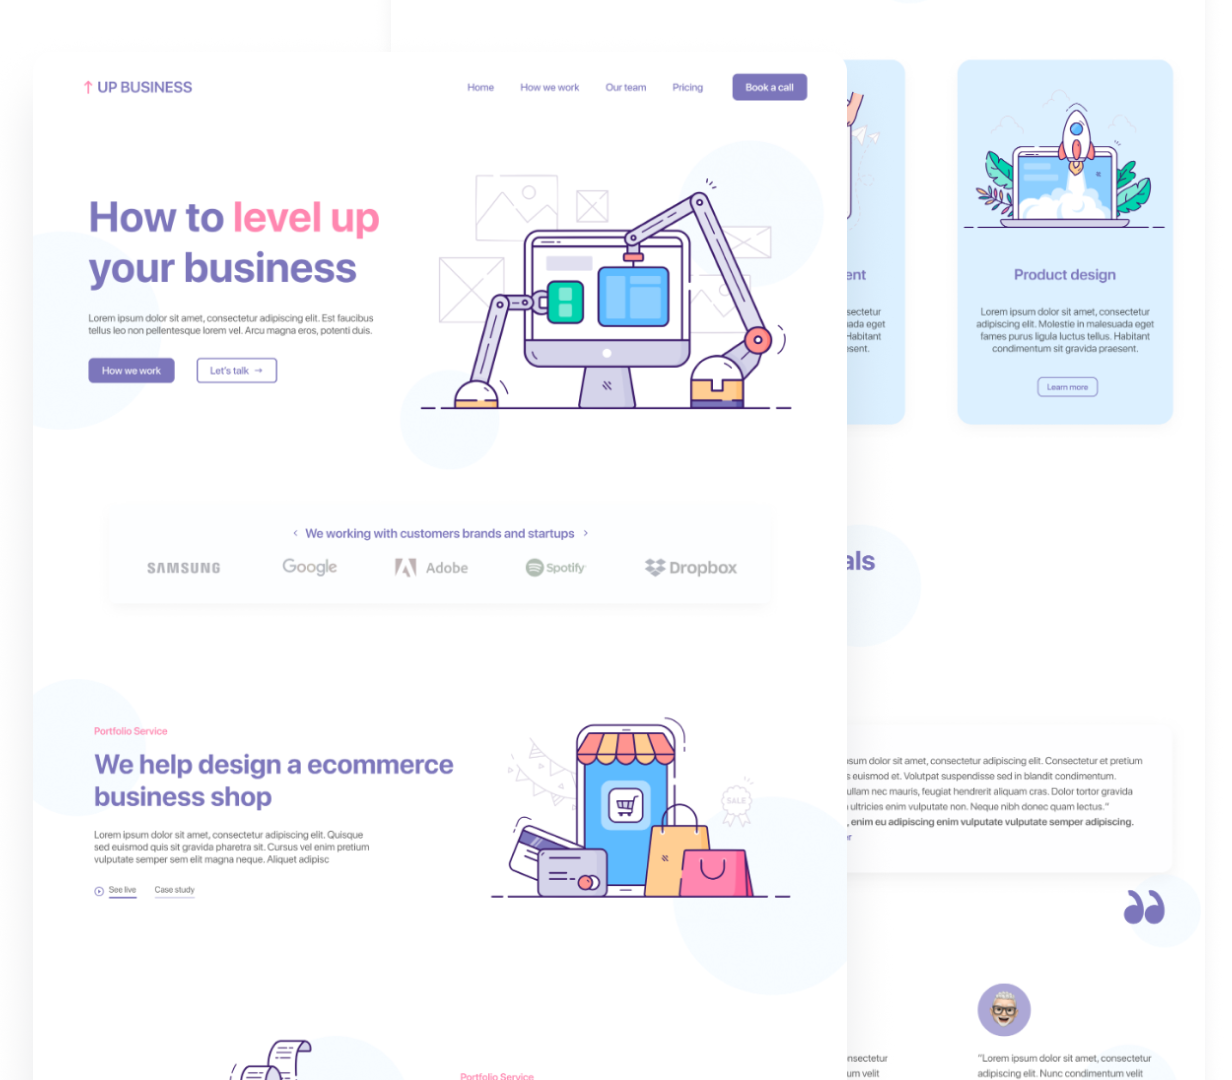 UP BUSINESS
Home
How we work
Our team
Pricing
Book a call
How to level up
your business
Lorem ipsum dolor sit amet, consectetur adipiscing elit. Est faucibus
tellus leo non pellentesque lorem vel. Arcu magna eros, potenti duis.
How we work
Let's talk →
‹ We working with customers brands and startups ›
SAMSUNG
Google
Adobe
Spotify
Dropbox
Portfolio Service
We help design a ecommerce
business shop
Lorem ipsum dolor sit amet, consectetur adipiscing elit. Quisque
sed euismod quis sit gravida pharetra sit. Cursus vel enim pretium
vulputate semper sem elit magna neque. Aliquet adipisc
See live
Case study
SALE
Portfolio Service
ent
sectetur
ada eget
Habitant
esent.
Product design
Lorem ipsum dolor sit amet, consectetur
adipiscing elit. Molestie in malesuada eget
fames purus ligula luctus tellus. Habitant
condimentum sit gravida praesent.
Learn more
als
psum dolor sit amet, consectetur adipiscing elit. Consectetur et pretium
s euismod et. Volutpat suspendisse sed in blandit condimentum.
ullam nec mauris, feugiat hendrerit aliquam cras. Dolor tortor gravida
ultricies enim vulputate non. Neque nibh donec quam lectus."
, enim eu adipiscing enim vulputate vulputate semper adipiscing.
or
nsectetur
um velit
"Lorem ipsum dolor sit amet, consectetur
adipiscing elit. Nunc condimentum velit